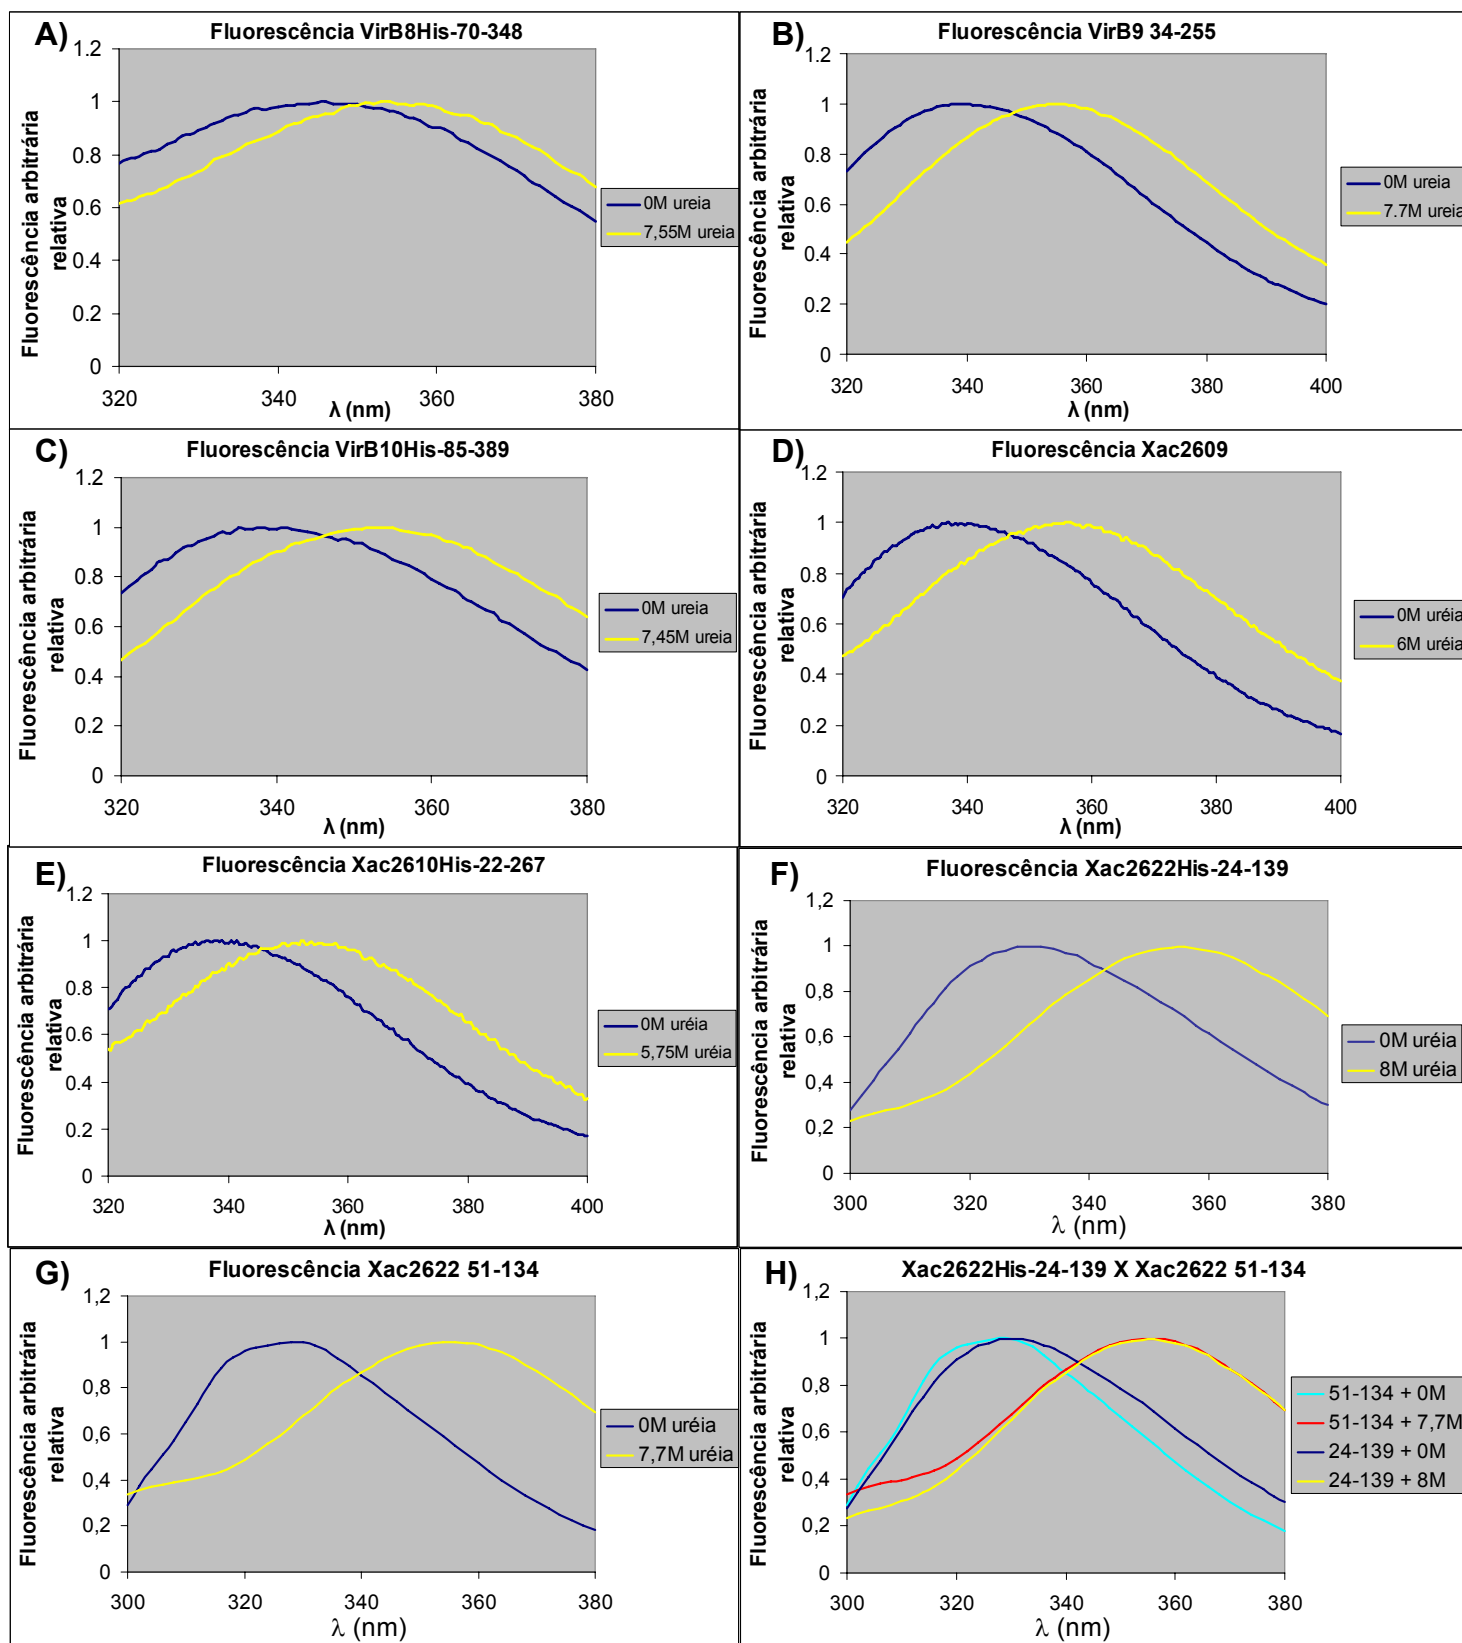 A)
Fluorescência VirB8His-70-348
Fluorescência arbitrária
relativa
1.2
1
0.8
0.6
0.4
0.2
0
320
340
360
380
λ (nm)
0M ureia
7,55M ureia
B)
Fluorescência VirB9 34-255
Fluorescência arbitrária
relativa
1.2
1
0.8
0.6
0.4
0.2
0
320
340
360
380
400
λ (nm)
0M ureia
7.7M ureia
C)
Fluorescência VirB10His-85-389
Fluorescência arbitrária
relativa
1.2
1
0.8
0.6
0.4
0.2
0
320
340
360
380
λ (nm)
0M ureia
7,45M ureia
D)
Fluorescência Xac2609
Fluorescência arbitrária
relativa
1.2
1
0.8
0.6
0.4
0.2
0
320
340
360
380
400
λ (nm)
0M uréia
6M uréia
E)
Fluorescência Xac2610His-22-267
Fluorescência arbitrária
relativa
1.2
1
0.8
0.6
0.4
0.2
0
320
340
360
380
400
λ (nm)
0M uréia
5,75M uréia
F)
Fluorescência Xac2622His-24-139
Fluorescência arbitrária
relativa
1,2
1
0,8
0,6
0,4
0,2
0
300
320
340
360
380
λ (nm)
0M uréia
8M uréia
G)
Fluorescência Xac2622 51-134
Fluorescência arbitrária
relativa
1,2
1
0,8
0,6
0,4
0,2
0
300
320
340
360
380
λ (nm)
0M uréia
7,7M uréia
H)
Xac2622His-24-139 X Xac2622 51-134
Fluorescência arbitrária
relativa
1,2
1
0,8
0,6
0,4
0,2
0
300
320
340
360
380
λ (nm)
51-134 + 0M
51-134 + 7,7M
24-139 + 0M
24-139 + 8M